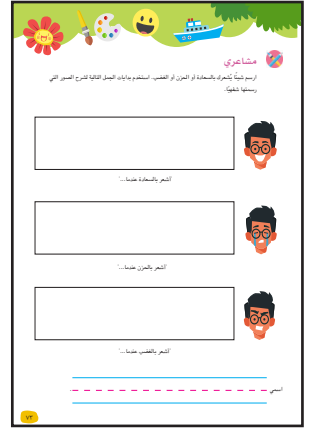 مشاعري
ارسم شيئًا يُشعرك بالسعادة أو الحزن أو الغضب. استخدم بدايات الجمل التالية لشرح الصور التي
رسمتها شفهيًا.
"أشعر بالسعادة عندما..."
"أشعر بالحزن عندما..."
"أشعر بالغضب عندما..."
اسمي
٧٣